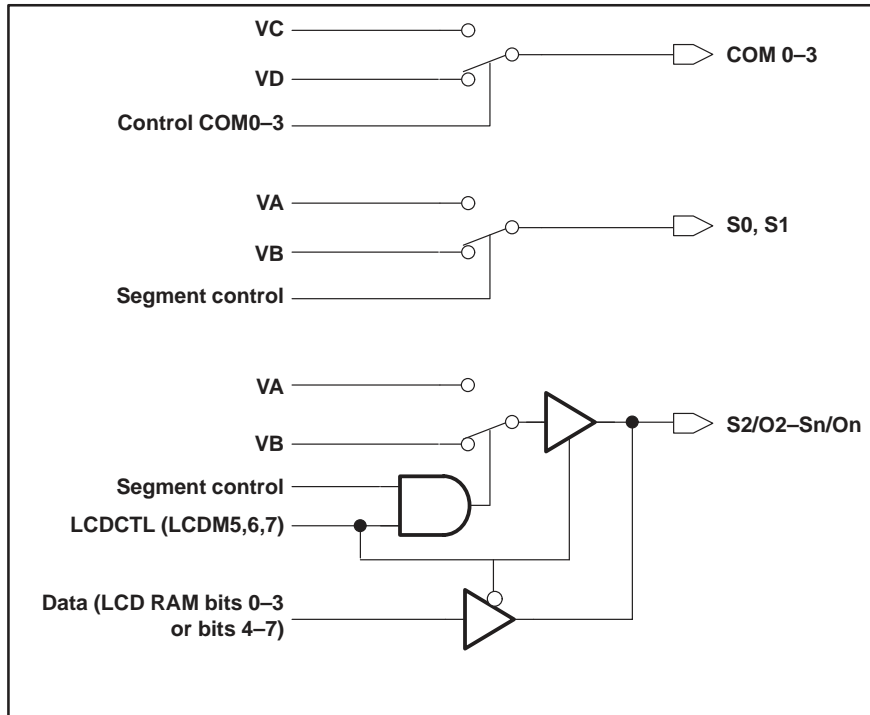 VC
COM 0–3
VD
Control COM0–3
VA
S0, S1
VB
Segment control
VA
S2/O2–Sn/On
VB
Segment control
LCDCTL (LCDM5,6,7)
Data (LCD RAM bits 0–3
or bits 4–7)